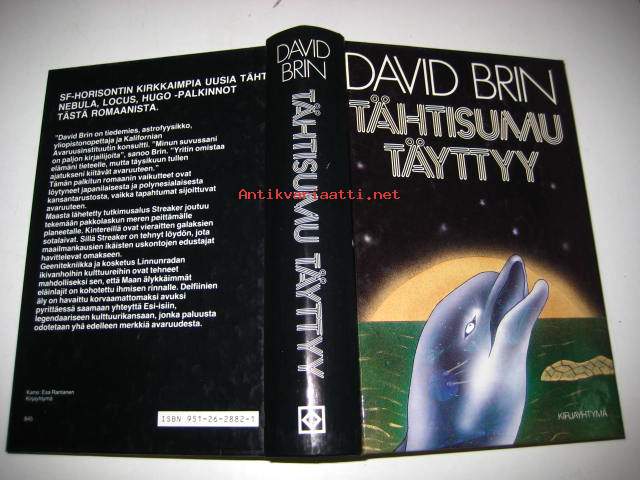 SF-HORISONTIN KIRKKAIMPIA UUSIA TÄHT
NEBULA, LOCUS, HUGO -PALKINNOT
TÄSTÄ ROMAANISTA.
"David Brin on tiedemies, astrofyysikko,
yliopistonopettaja ja Kalifornian
Avaruusinstituutin konsultti. "Minun suvussani
on paljon kirjailijoita", sanoo Brin. "Yritin omistaa
elämäni tieteelle, mutta täysikuun tullen
ajatukseni kiitävät avaruuteen."
Tämän palkitun romaanin vaikutteet ovat
löytyneet japanilaisesta ja polynesialaisesta
kansantarustosta, vaikka tapahtumat sijoittuvat
avaruuteen.
Maasta lähetetty tutkimusalus Streaker joutuu
tekemään pakkolaskun meren peittämälle
planeetalle. Kintereillä ovat vieraitten galaksien
sotalaivat. Sillä Streaker on tehnyt löydön, jota
maailmankausien ikäisten uskontojen edustajat
havittelevat omakseen.
Geenitekniikka ja kosketus Linnunradan
ikivanhoihin kulttuureihin ovat tehneet
mahdolliseksi sen, että Maan älykkäimmät
eläinlajit on kohotettu ihmisen rinnalle. Delfiinien
äly on havaittu korvaamattomaksi avuksi
pyrittäessä saamaan yhteyttä Esi-isiin,
legendaariseen kulttuurikansaan, jonka paluusta
odotetaan yhä edelleen merkkiä avaruudesta.
Kansi: Esa Rantanen
Kirjayhtymä
845
ISBN 951-26-2882-1
DAVID
BRIN
TÄHTISUMU TÄYTTYY
DAVID BRIN
TÄHTISUMU
TÄYTTYY
KIRJAYHTYMÄ
Antikvariaatti.net